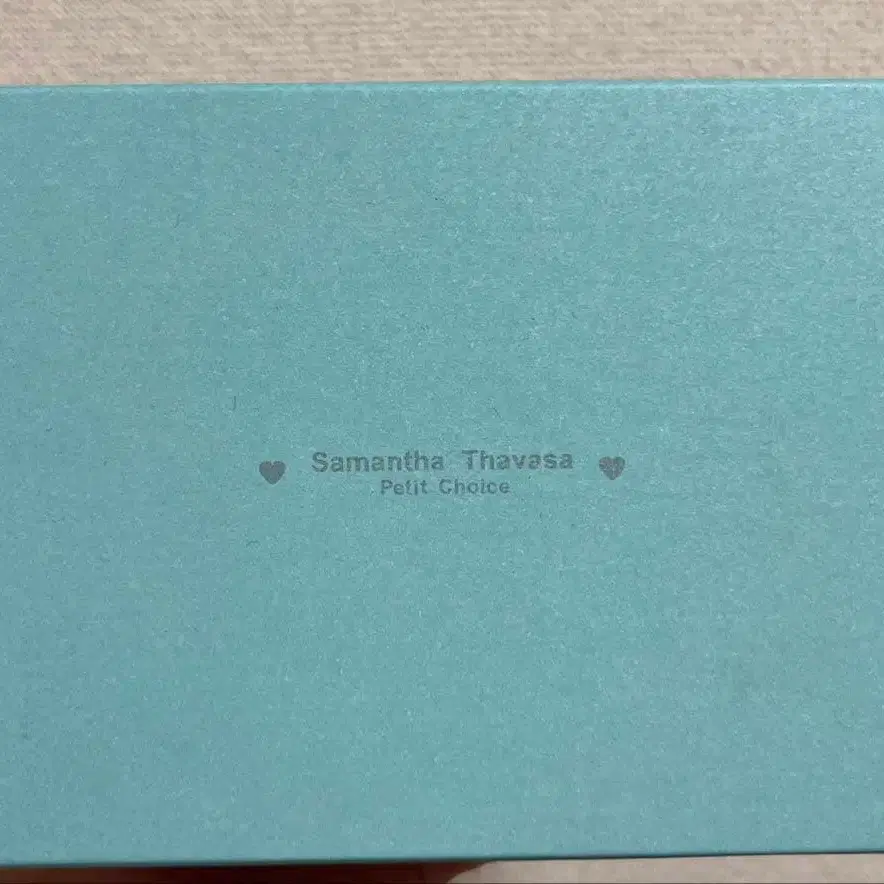 ♥ Samantha Thavasa ♥
Petit Choice